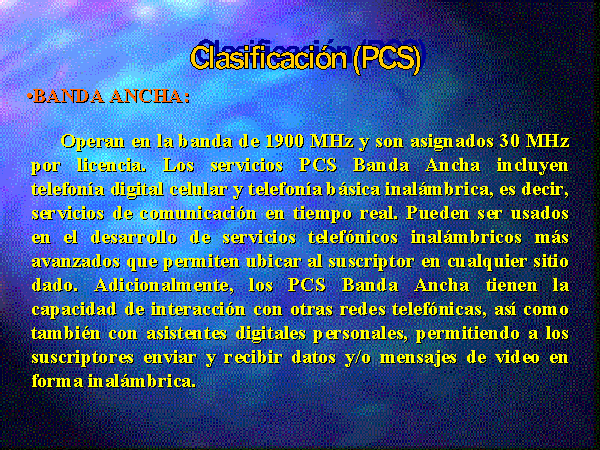 Clasificación (PCS)
•BANDA ANCHA:
Operan en la banda de 1900 MHz y son asignados 30 MHz
por licencia. Los servicios PCS Banda Ancha incluyen
telefonía digital celular y telefonía básica inalámbrica, es decir,
servicios de comunicación en tiempo real. Pueden ser usados
en el desarrollo de servicios telefónicos inalámbricos más
avanzados que permiten ubicar al suscriptor en cualquier sitio
dado. Adicionalmente, los PCS Banda Ancha tienen la
capacidad de interacción con otras redes telefónicas, así como
también con asistentes digitales personales, permitiendo a los
suscriptores enviar y recibir datos y/o mensajes de video en
forma inalámbrica.